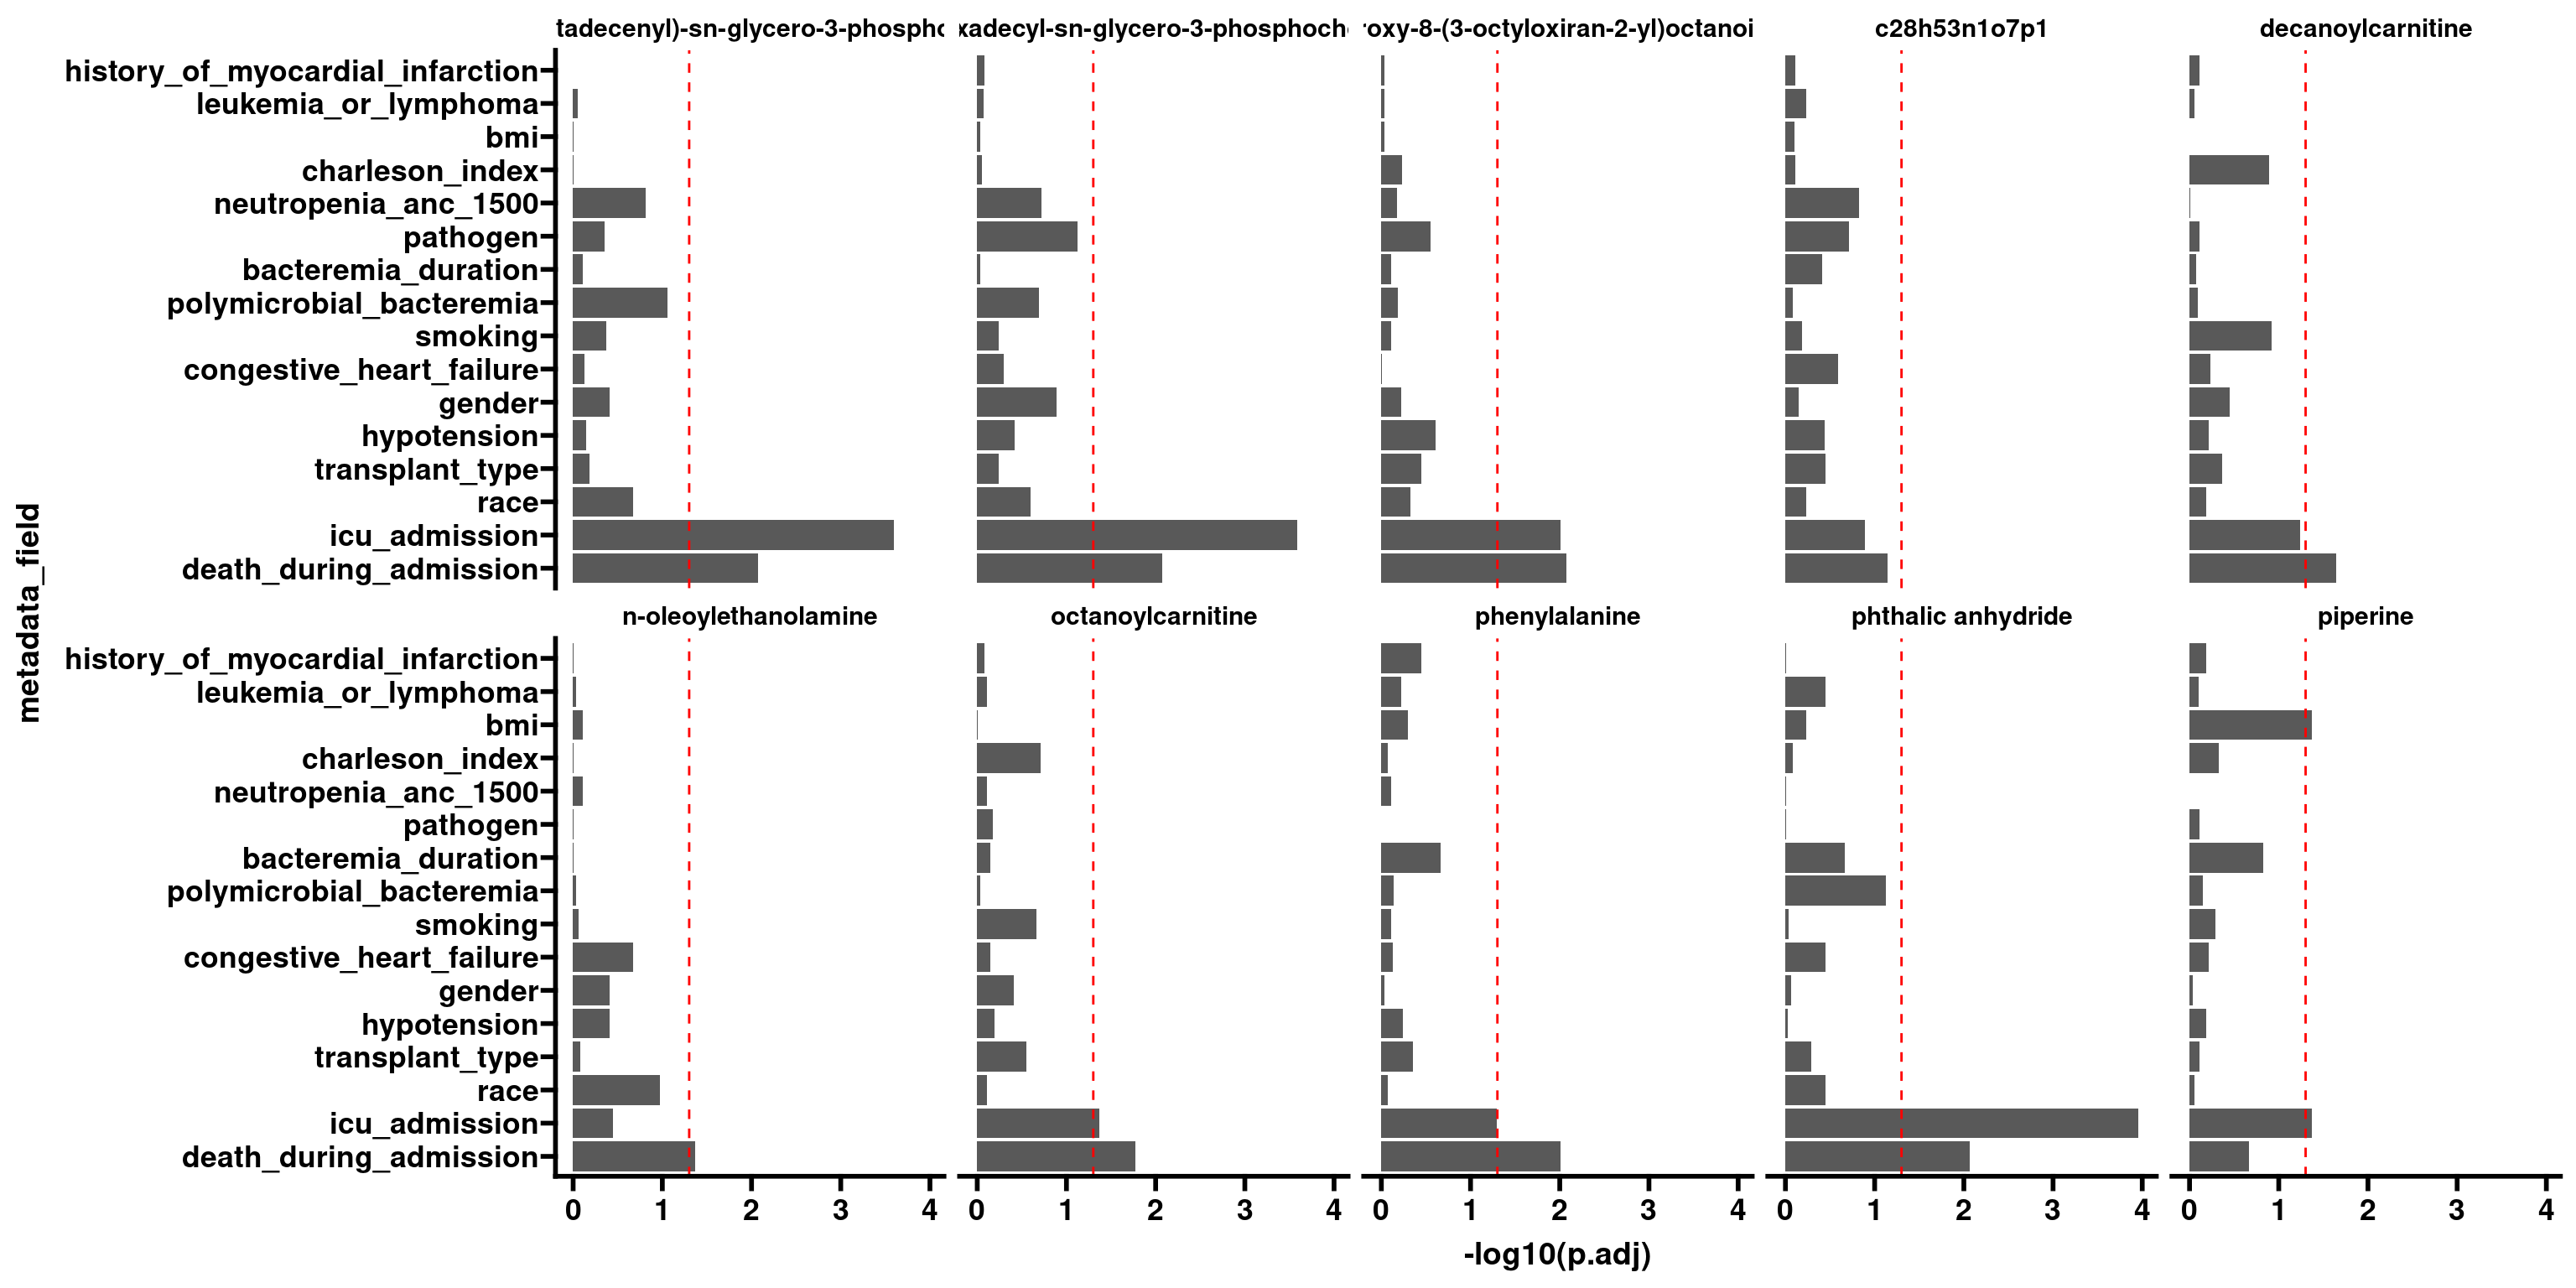 tadecenyl)-sn-glycero-3-phospho
xadecyl-sn-glycero-3-phosphoch
oxy-8-(3-octyloxiran-2-yl)octanoi
c28h53n1o7p1
decanoylcarnitine
history_of_myocardial_infarction
leukemia_or_lymphoma
bmi
charleson_index
neutropenia_anc_1500
pathogen
bacteremia_duration
polymicrobial_bacteremia
smoking
congestive_heart_failure
gender
hypotension
transplant_type
race
icu_admission
death_during_admission
metadata_field
n-oleoylethanolamine
octanoylcarnitine
phenylalanine
phthalic anhydride
piperine
history_of_myocardial_infarction
leukemia_or_lymphoma
bmi
charleson_index
neutropenia_anc_1500
pathogen
bacteremia_duration
polymicrobial_bacteremia
smoking
congestive_heart_failure
gender
hypotension
transplant_type
race
icu_admission
death_during_admission
0 1 2 3 4
0 1 2 3 4
0 1 2 3 4
0 1 2 3 4
0 1 2 3 4
-log10(p.adj)